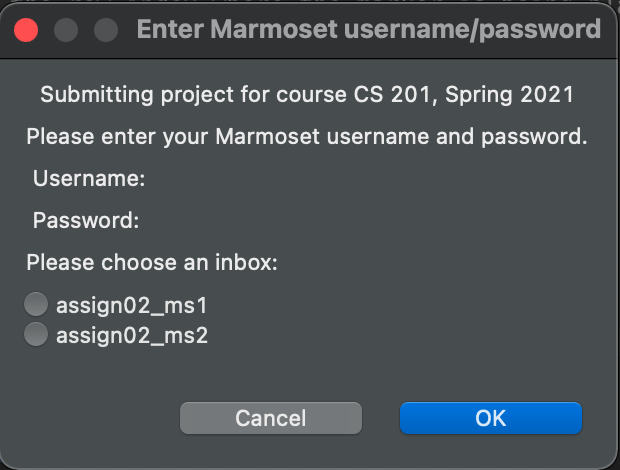 Enter Marmoset username/password
Submitting project for course CS 201, Spring 2021
Please enter your Marmoset username and password.
Username:
Password:
Please choose an inbox:
assign02_ms1
assign02_ms2
Cancel OK